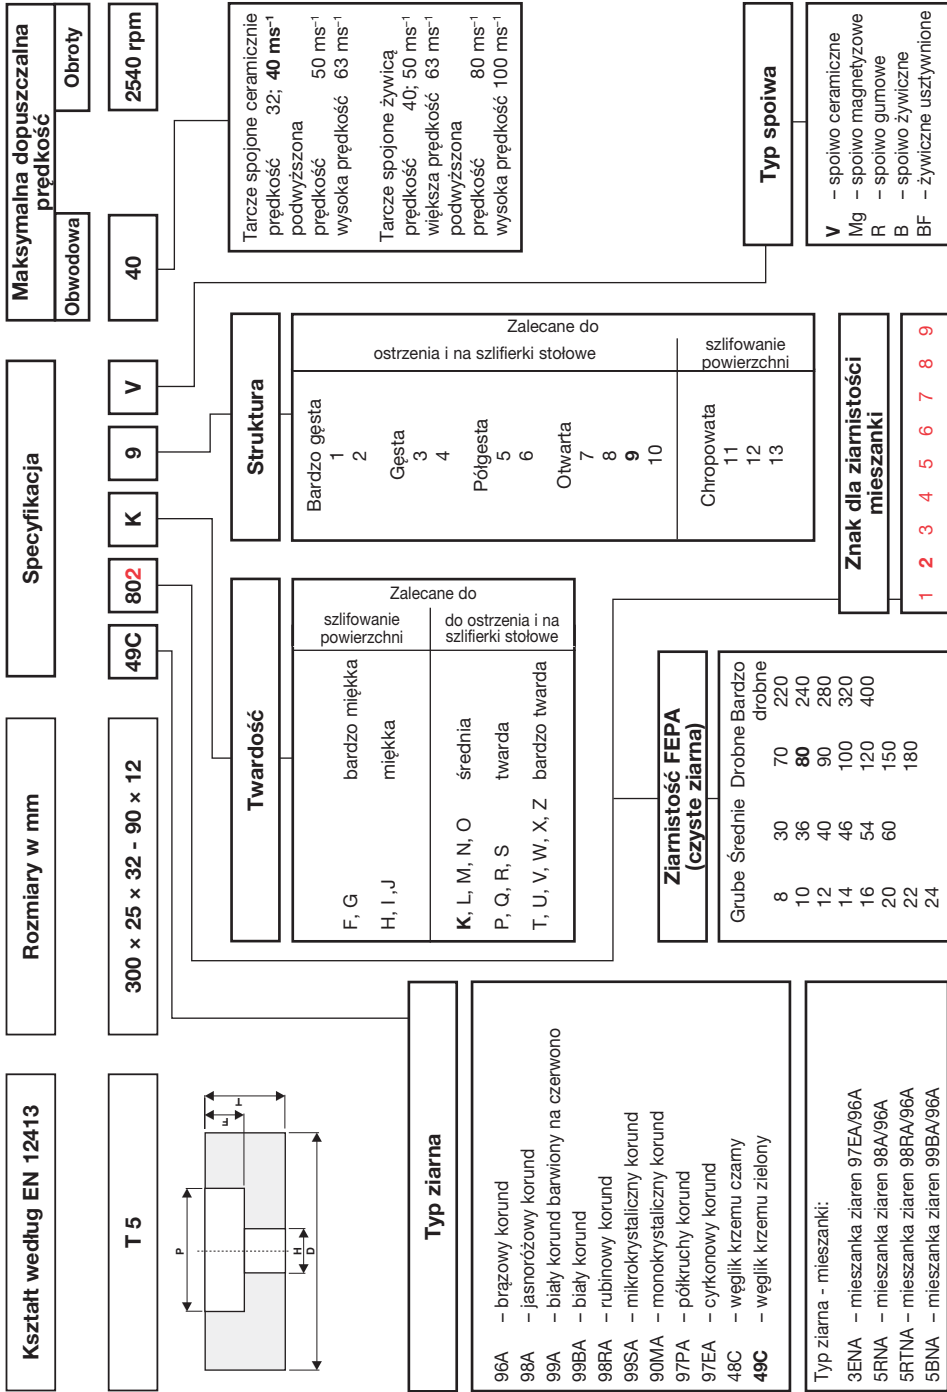 Kształt według EN 12413
Rozmiary w mm
Specyfikacja
Maksymalna dopuszczalna
prędkość
Obwodowa
Obroty
T 5
300 × 25 × 32 - 90 × 12
49C
802
K
9
V
40
2540 rpm
P
F
T
H
D
Typ ziarna
96A – brązowy korund
98A – jasnoróżowy korund
99A – biały korund barwiony na czerwono
99BA – biały korund
98RA – rubinowy korund
99SA – mikrokrystaliczny korund
90MA – monokrystaliczny korund
97PA – półkruchy korund
97EA – cyrkonowy korund
48C – węglik krzemu czarny
49C – węglik krzemu zielony
Typ ziarna - mieszanki:
3ENA – mieszanka ziaren 97EA/96A
5RNA – mieszanka ziaren 98A/96A
5RTNA – mieszanka ziaren 98RA/96A
5BNA – mieszanka ziaren 99BA/96A
Twardość
Zalecane do
F, G bardzo miękka
szlifowanie
powierzchni
H, I ,J miękka
K, L, M, N, O średnia
do ostrzenia i na
szlifierki stołowe
P, Q, R, S twarda
T, U, V, W, X, Z bardzo twarda
Ziarnistość FEPA
(czyste ziarna)
Grube Średnie Drobne Bardzo
drobne
8 30 70 220
10 36 80 240
12 40 90 280
14 46 100 320
16 54 120 400
20 60 150
22 180
24
Struktura
Zalecane do
ostrzenia i na szlifierki stołowe
szlifowanie
powierzchni
Bardzo gęsta
1
2
Gęsta
3
4
Półgesta
5
6
Otwarta
7
8
9
10
Chropowata
11
12
13
Znak dla ziarnistości
mieszanki
1 2 3 4 5 6 7 8 9
Tarcze spojone ceramicznie
prędkość 32; 40 ms⁻¹
podwyższona
prędkość 50 ms⁻¹
wysoka prędkość 63 ms⁻¹
Tarcze spojone żywicą
prędkość 40; 50 ms⁻¹
większa prędkość 63 ms⁻¹
podwyższona
prędkość 80 ms⁻¹
wysoka prędkość 100 ms⁻¹
Typ spoiwa
V – spoiwo ceramiczne
Mg – spoiwo magnetyzowe
R – spoiwo gumowe
B – spoiwo żywiczne
BF – żywiczne usztywnione